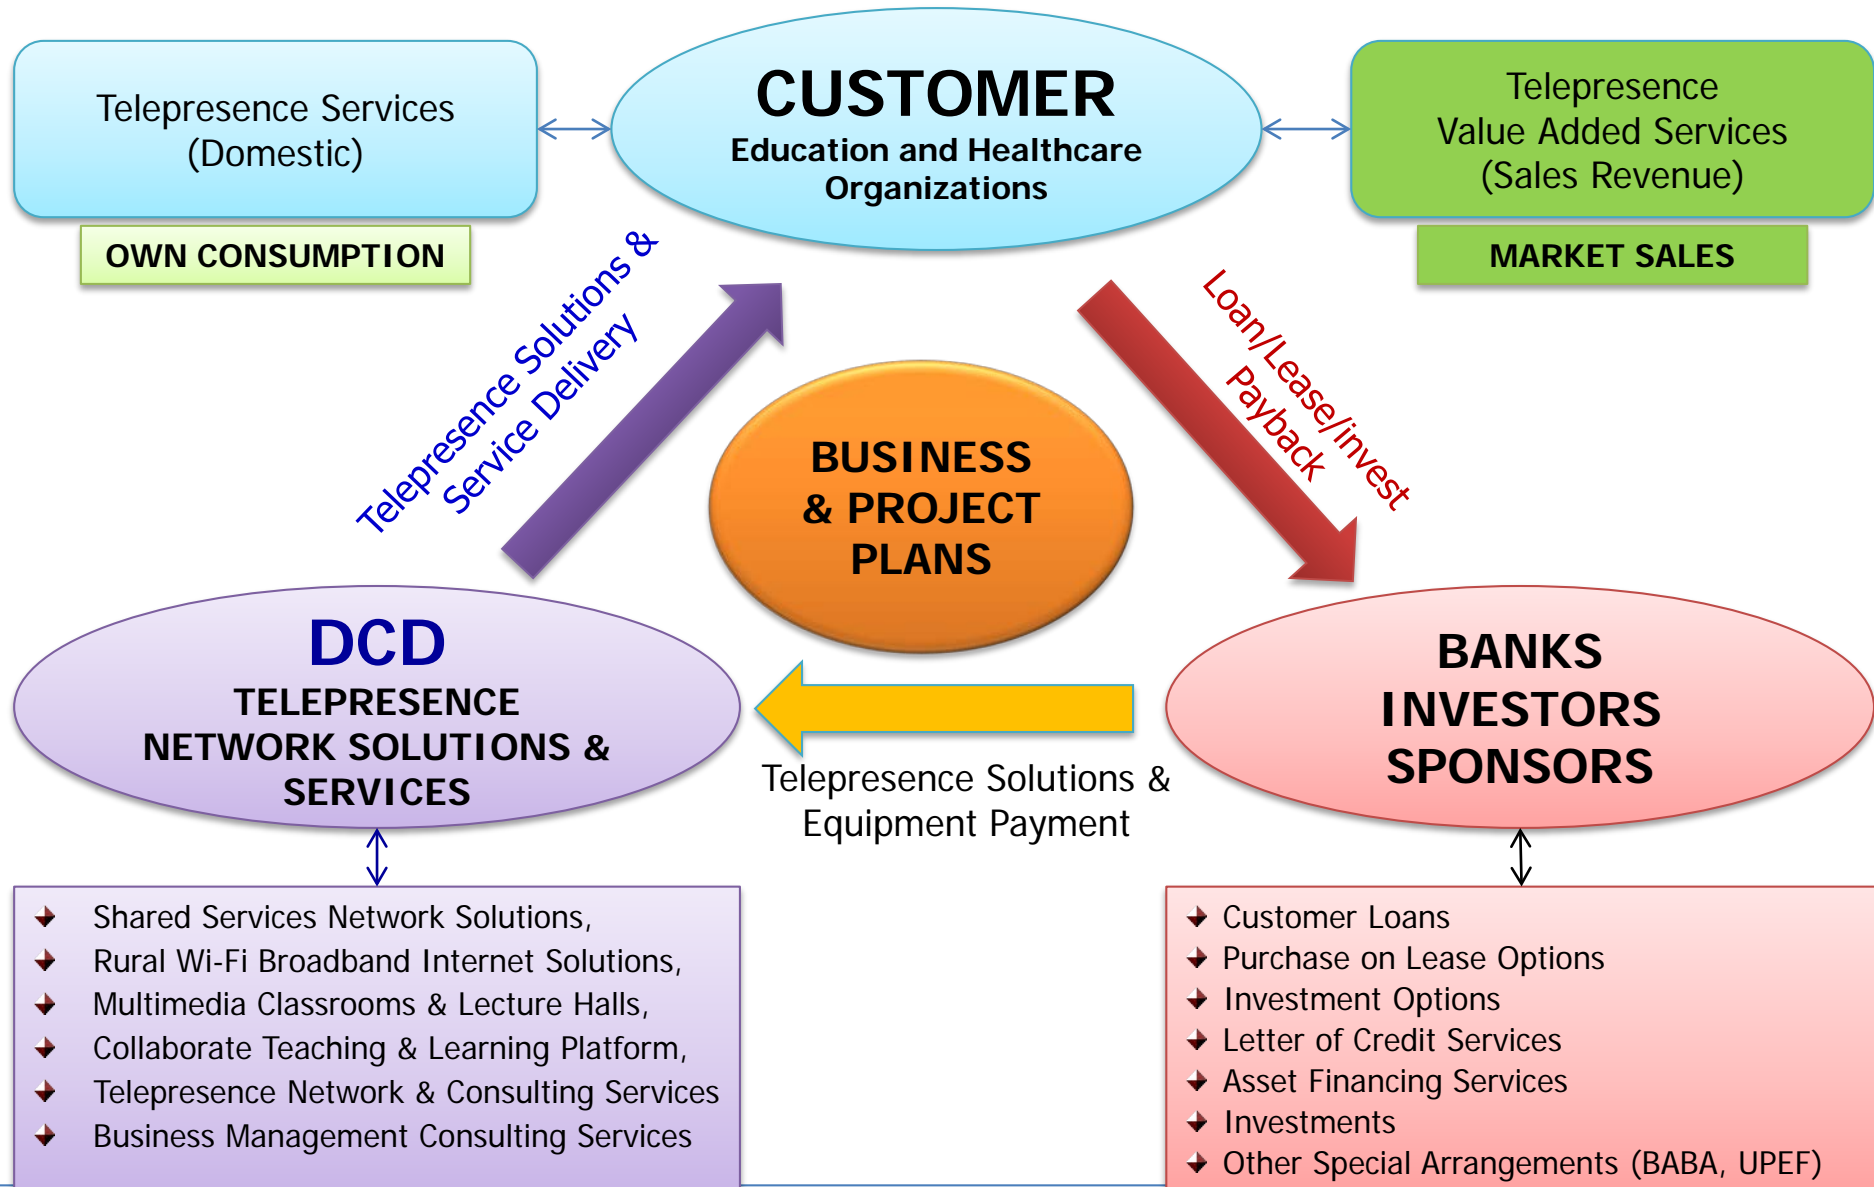 Telepresence Services
(Domestic)
OWN CONSUMPTION
CUSTOMER
Education and Healthcare
Organizations
Telepresence
Value Added Services
(Sales Revenue)
MARKET SALES
Telepresence Solutions &
Service Delivery
Loan/Lease/invest
Payback
BUSINESS
& PROJECT
PLANS
DCD
TELEPRESENCE
NETWORK SOLUTIONS &
SERVICES
Telepresence Solutions &
Equipment Payment
BANKS
INVESTORS
SPONSORS
Shared Services Network Solutions,
Rural Wi-Fi Broadband Internet Solutions,
Multimedia Classrooms & Lecture Halls,
Collaborate Teaching & Learning Platform,
Telepresence Network & Consulting Services
Business Management Consulting Services
Customer Loans
Purchase on Lease Options
Investment Options
Letter of Credit Services
Asset Financing Services
Investments
Other Special Arrangements (BABA, UPEF)